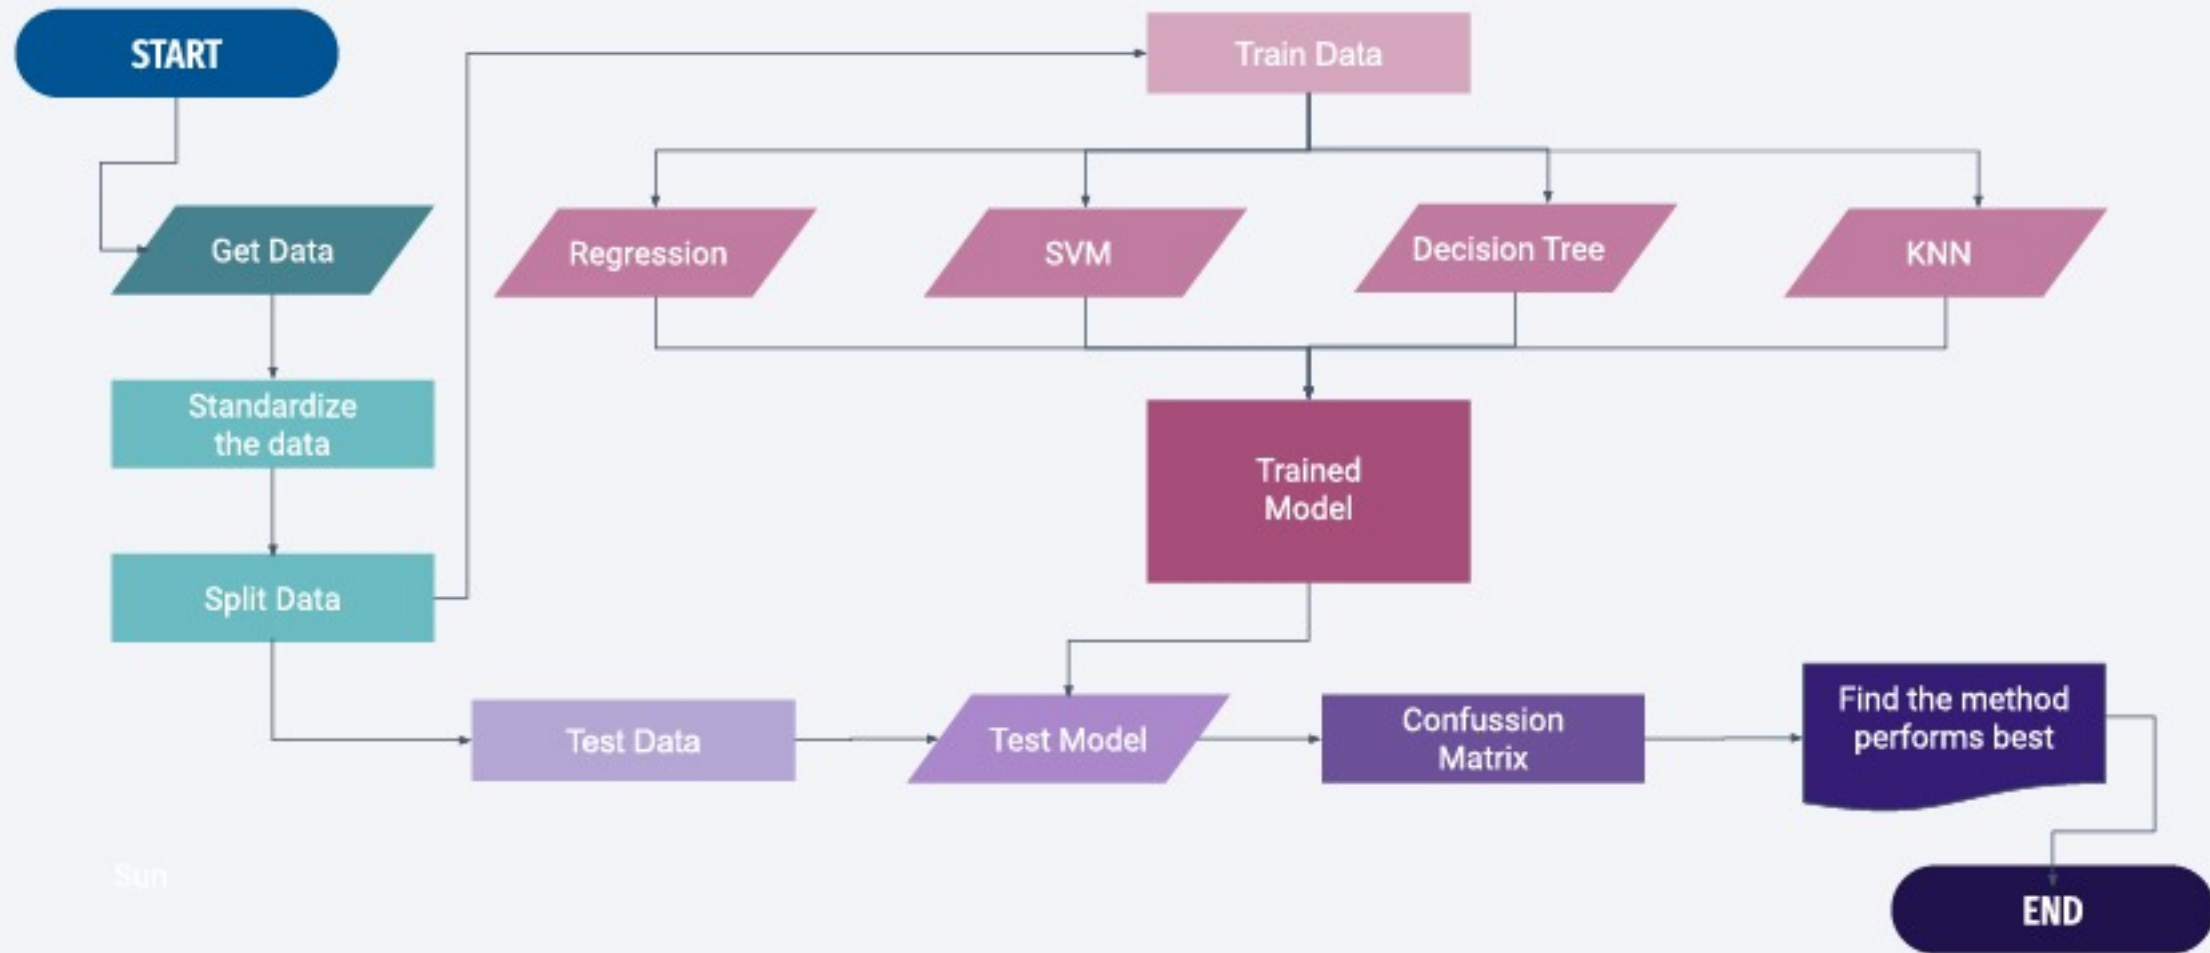 START
Train Data
Get Data
Regression
SVM
Decision Tree
KNN
Standardize
the data
Trained
Model
Split Data
Test Data
Test Model
Confussion
Matrix
Find the method
performs best
Sun
END